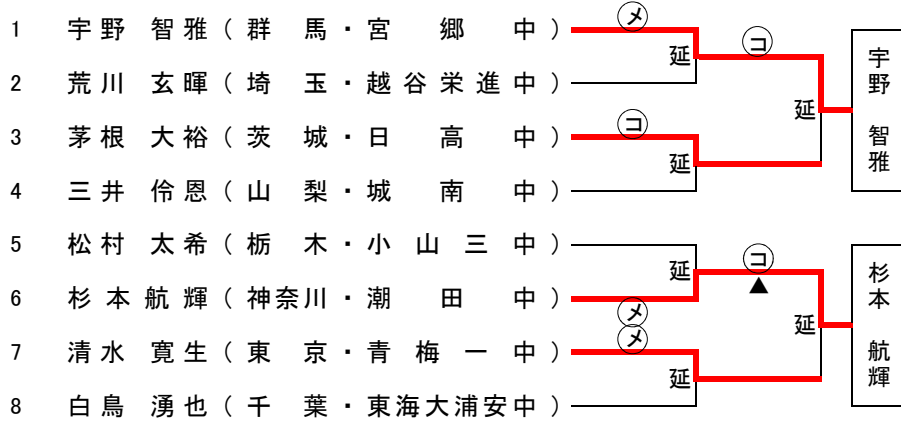 1 宇野 智雅（群 馬・宮 郷 中）
㋱
延
㋙
2 荒川 玄暉（埼 玉・越谷栄進中）
延
宇野 智雅
3 茅根 大裕（茨 城・日 高 中）
㋙
延
4 三井 伶恩（山 梨・城 南 中）
5 松村 太希（栃 木・小 山 三 中）
延
㋙
▲
6 杉本 航輝（神奈川・潮 田 中）
㋱
延
杉本 航輝
7 清水 寛生（東 京・青 梅 一 中）
㋱
延
8 白鳥 湧也（千 葉・東海大浦安中）